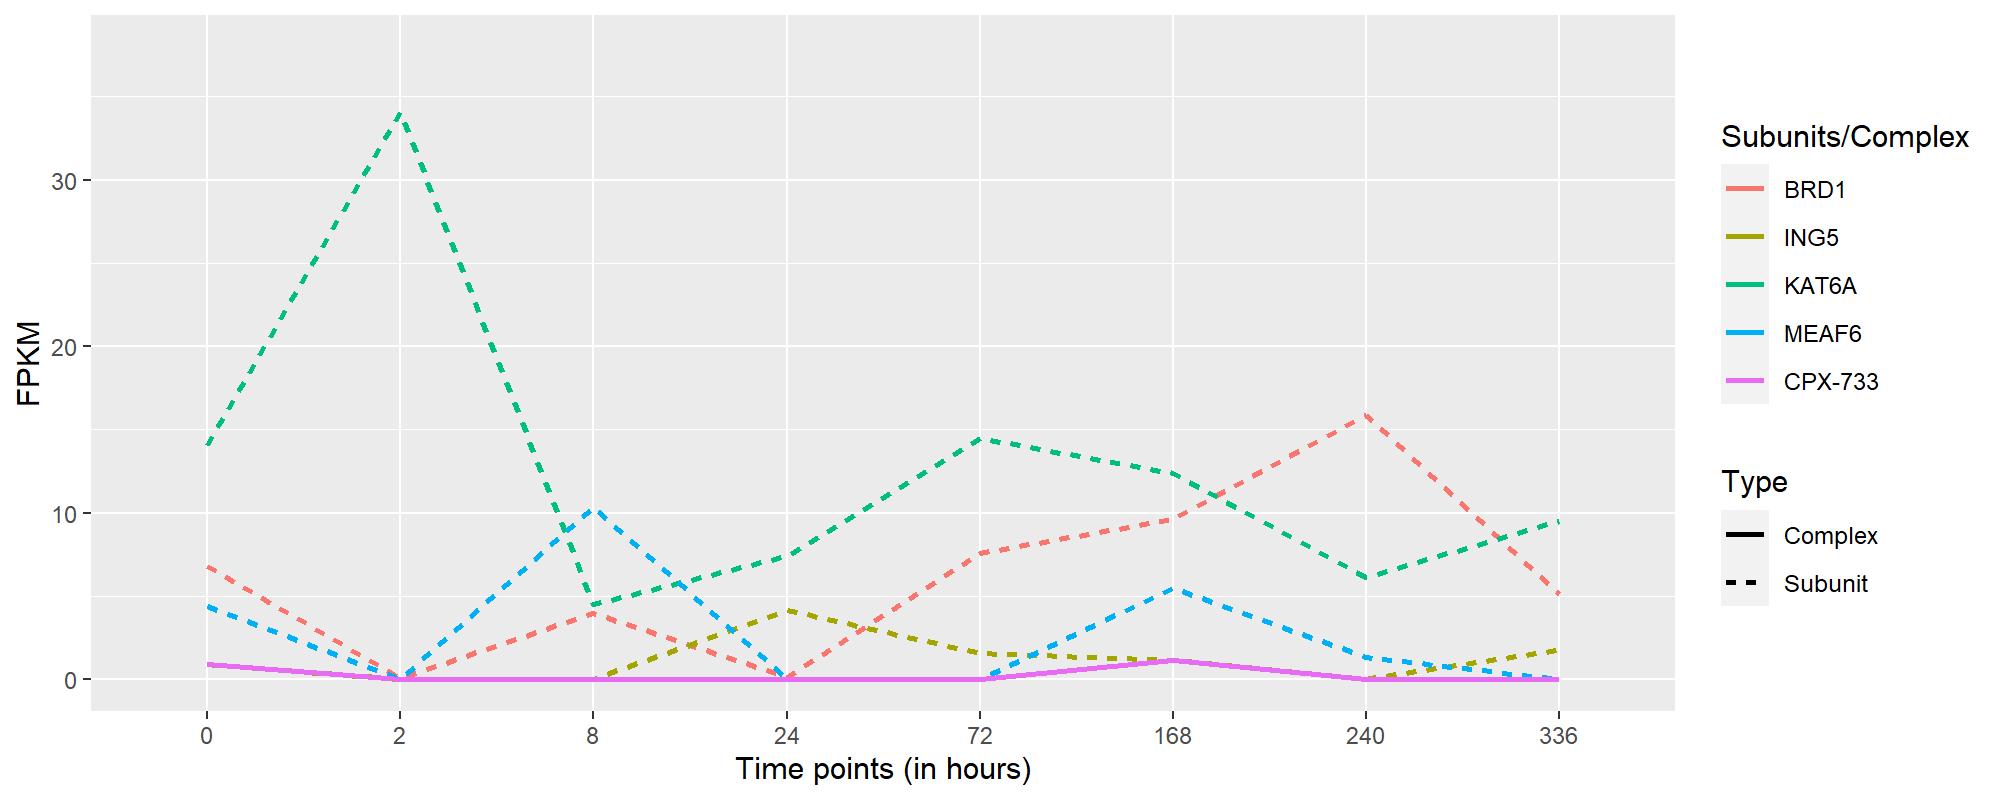 FPKM
30
20
10
0
0 2 8 24 72 168 240 336
Time points (in hours)
Subunits/Complex
BRD1
ING5
KAT6A
MEAF6
CPX-733
Type
Complex
Subunit